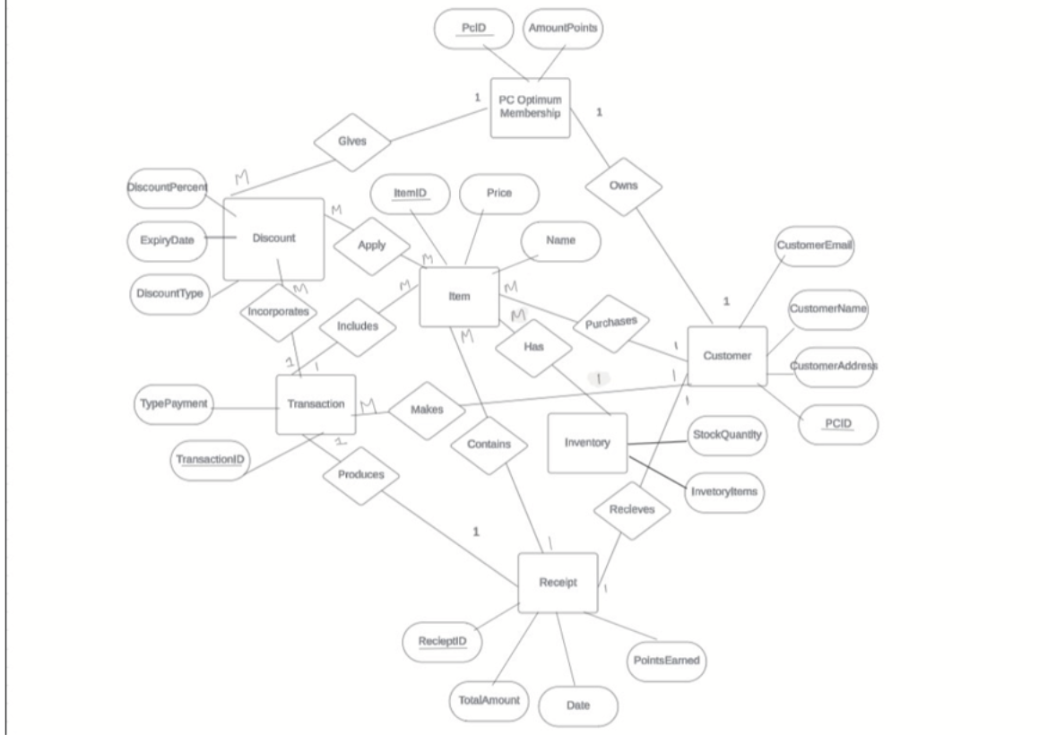 PcID
AmountPoints
1
PC Optimum
Membership
1
Gives
M
Owns
DiscountPercent
ItemID
Price
M
ExpiryDate
Discount
Apply
Name
CustomerEmail
M
DiscountType
M
Item
M
M
Incorporates
Includes
M
Purchases
CustomerName
1
M
Has
1
Customer
1
1
CustomerAddress
1
1
TypePayment
Transaction
M
Makes
1
PCID
1
Contains
Inventory
StockQuantity
TransactionID
Produces
InvetoryItems
Recieves
1
1
Receipt
1
RecieptID
PointsEarned
TotalAmount
Date